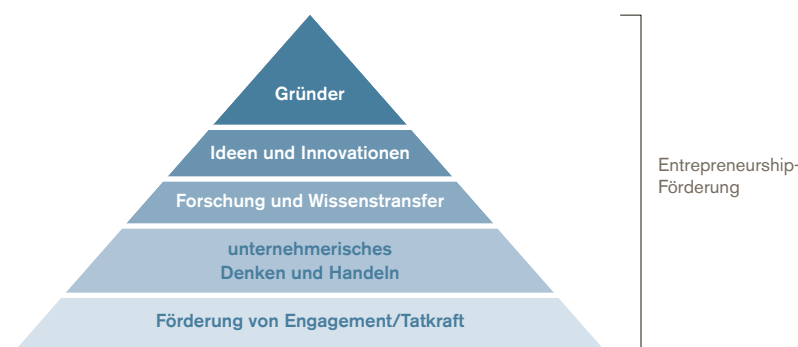 Gründer
Ideen und Innovationen
Forschung und Wissenstransfer
unternehmerisches
Denken und Handeln
Förderung von Engagement/Tatkraft
Entrepreneurship-
Förderung